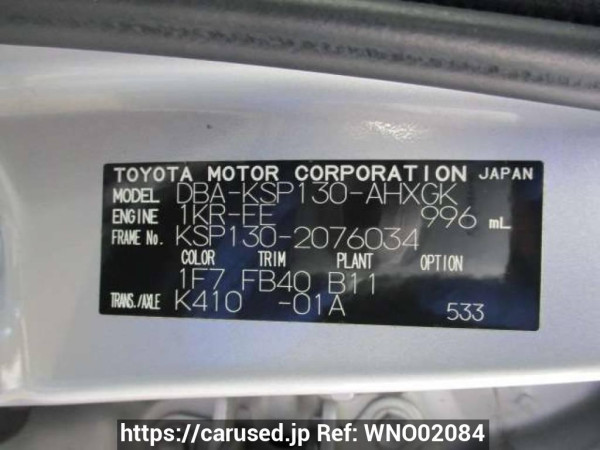 TOYOTA MOTOR CORPORATION JAPAN
MODEL DBA-KSP130-AHXGK
ENGINE 1KR-FE 996 mL
FRAME No. KSP130-2076034
COLOR TRIM PLANT OPTION
1F7 FB40 B11
TRANS./AXLE K410 -01A
533
https://carused.jp Ref: WNO02084